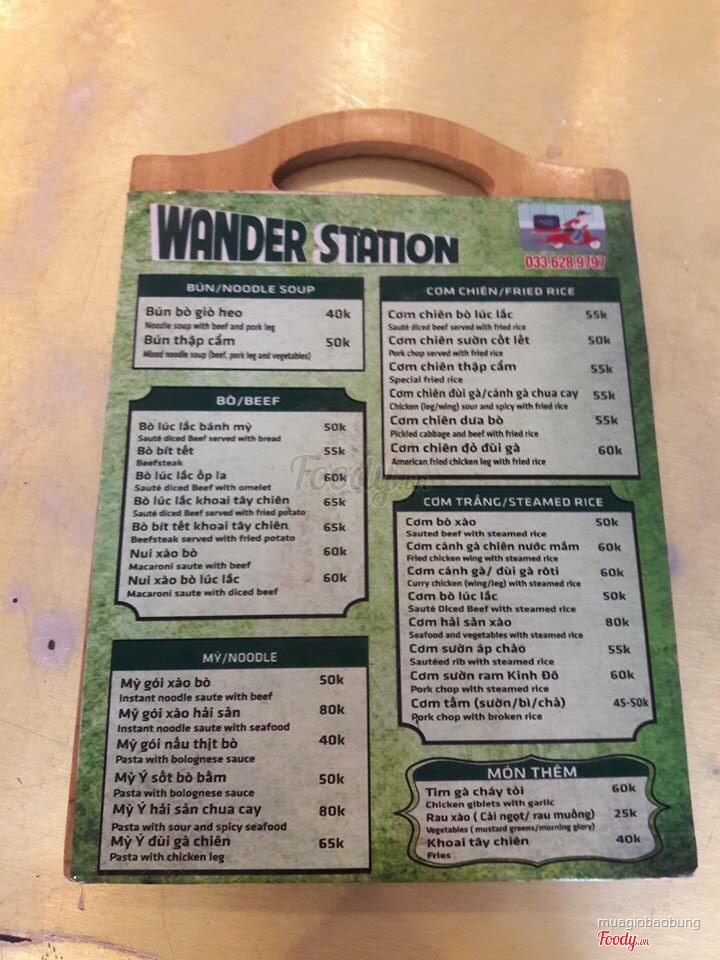 WANDER STATION
033.628.9797
BÚN/NOODLE SOUP
Bún bò giò heo 40k
Noodle soup with beef and pork leg
Bún thập cẩm 50k
Mixed noodle soup (beef, pork leg and vegetables)
BÒ/BEEF
Bò lúc lắc bánh mỳ 50k
Sauté diced Beef served with bread
Bò bít tết 55k
Beefsteak
Bò lúc lắc ốp la 60k
Sauté diced Beef with omelet
Bò lúc lắc khoai tây chiên 65k
Sauté diced Beef served with fried potato
Bò bít tết khoai tây chiên 65k
Beefsteak served with fried potato
Nui xào bò 60k
Macaroni saute with beef
Nui xào bò lúc lắc 60k
Macaroni saute with diced beef
MỲ/NOODLE
Mỳ gói xào bò 50k
Instant noodle saute with beef
Mỳ gói xào hải sản 80k
Instant noodle saute with seafood
Mỳ gói nấu thịt bò 40k
Pasta with bolognese sauce
Mỳ Ý sốt bò bằm 50k
Pasta with bolognese sauce
Mỳ Ý hải sản chua cay 80k
Pasta with sour and spicy seafood
Mỳ Ý đùi gà chiên 65k
Pasta with chicken leg
CƠM CHIÊN/FRIED RICE
Cơm chiên bò lúc lắc 55k
Sauté diced beef served with fried rice
Cơm chiên sườn cốt lết 50k
Pork chop served with fried rice
Cơm chiên thập cẩm 55k
Special fried rice
Cơm chiên đùi gà/cánh gà chua cay 55k
Chicken (leg/wing) sour and spicy with fried rice
Cơm chiên dưa bò 55k
Pickled cabbage and beef with fried rice
Cơm chiên đỏ đùi gà 60k
American fried chicken leg with fried rice
CƠM TRẮNG/STEAMED RICE
Cơm bò xào 50k
Sauted beef with steamed rice
Cơm cánh gà chiên nước mắm 60k
Fried chicken wing with steamed rice
Cơm cánh gà/ đùi gà rôti 60k
Curry chicken (wing/leg) with steamed rice
Cơm bò lúc lắc 50k
Sauté DIced Beef with steamed rice
Cơm hải sản xào 80k
Seafood and vegetables with steamed rice
Cơm sườn áp chảo 55k
Sautéed rib with steamed rice
Cơm sườn ram Kinh Đô 60k
Pork chop with steamed rice
Cơm tấm (sườn/bì/chả) 45-50k
Pork chop with broken rice
MÓN THÊM
Tim gà cháy tỏi 60k
Chicken giblets with garlic
Rau xào ( Cải ngọt/ rau muống) 25k
Vegetables ( mustard greens/morning glory)
Khoai tây chiên 40k
Fries
Foody.vn
muagiobaobung
Foody.vn